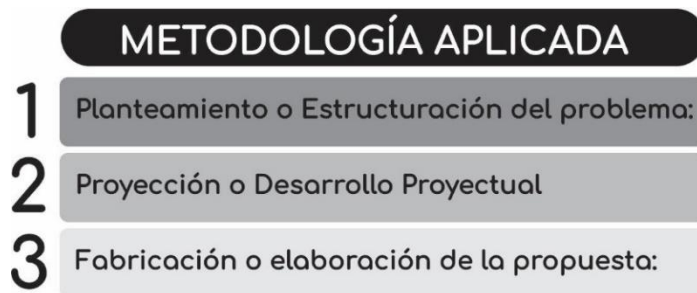 METODOLOGÍA APLICADA
1 Planteamiento o Estructuración del problema:
2 Proyección o Desarrollo Proyectual
3 Fabricación o elaboración de la propuesta: